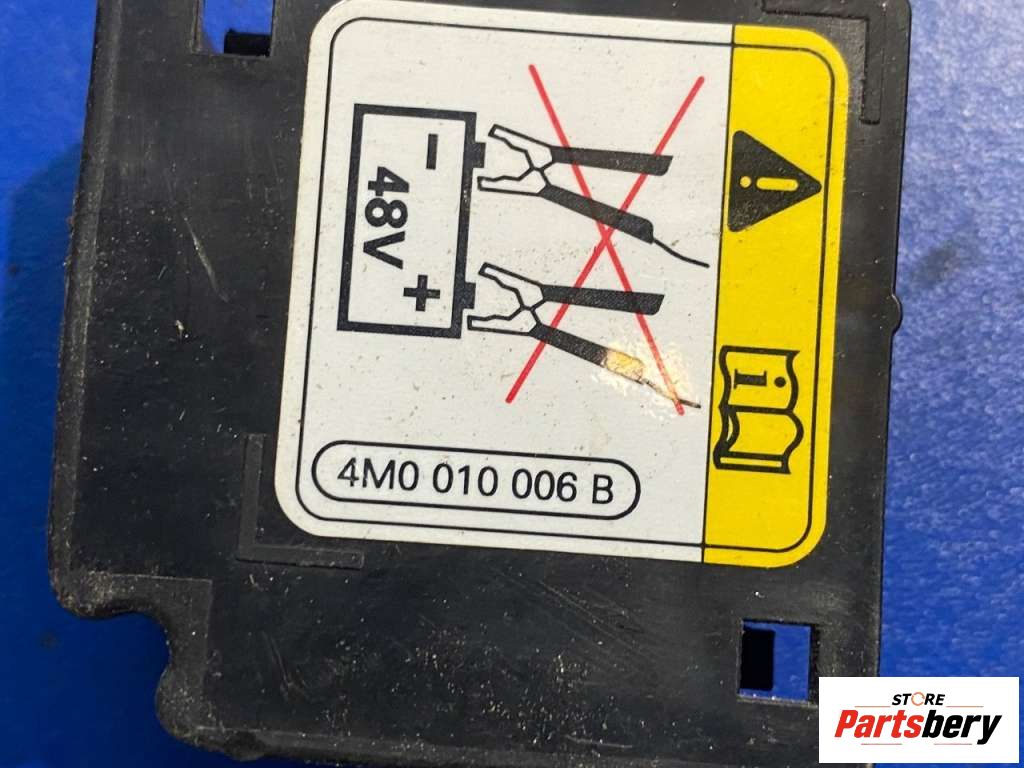 − 48V +
4M0 010 006 B
STORE
Partsbery